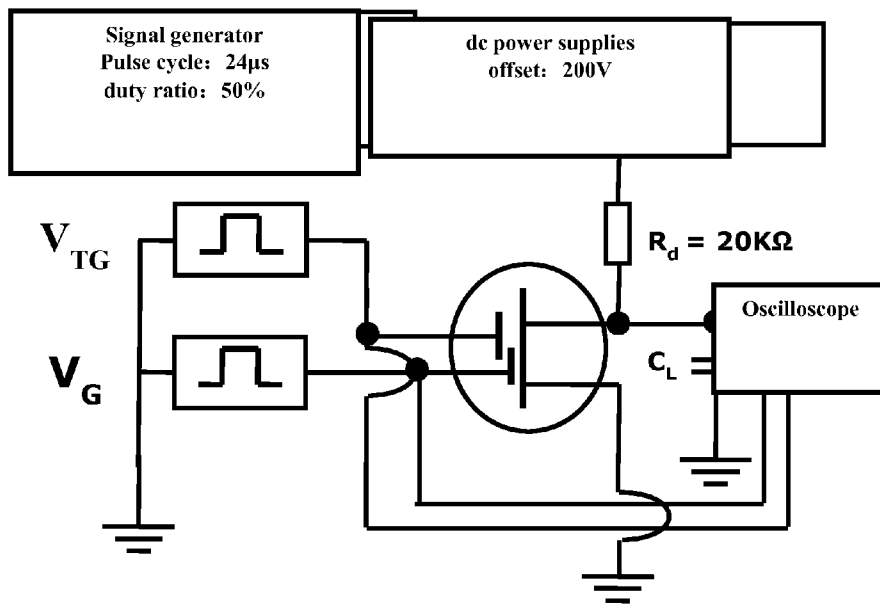 Signal generator
Pulse cycle： 24μs
duty ratio： 50%
dc power supplies
offset： 200V
V_TG
R_d = 20KΩ
Oscilloscope
V_G
C_L